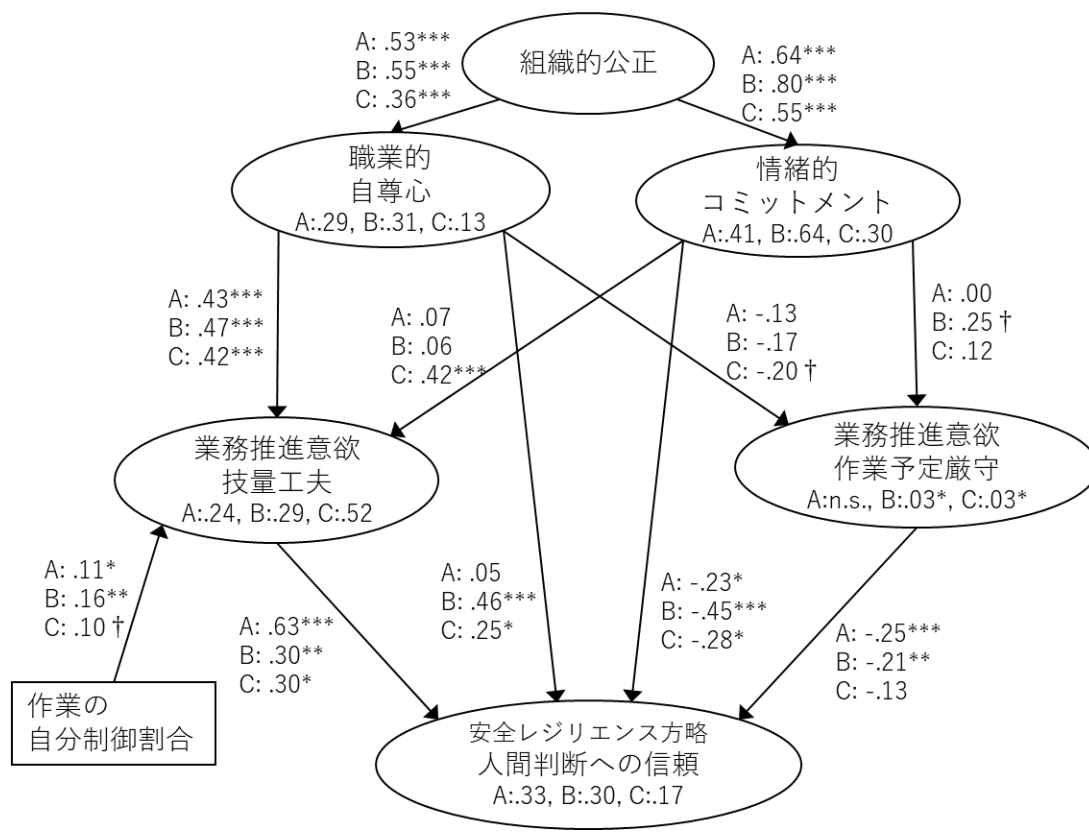 組織的公正
A: .53***
B: .55***
C: .36***
A: .64***
B: .80***
C: .55***
職業的
自尊心
A:.29, B:.31, C:.13
情緒的
コミットメント
A:.41, B:.64, C:.30
A: .43***
B: .47***
C: .42***
A: .07
B: .06
C: .42***
A: -.13
B: -.17
C: -.20†
A: .00
B: .25†
C: .12
業務推進意欲
技量工夫
A:.24, B:.29, C:.52
業務推進意欲
作業予定厳守
A:n.s., B:.03*, C:.03*
A: .11*
B: .16**
C: .10†
A: .63***
B: .30**
C: .30*
A: .05
B: .46***
C: .25*
A: -.23*
B: -.45***
C: -.28*
A: -.25***
B: -.21**
C: -.13
作業の
自分制御割合
安全レジリエンス方略
人間判断への信頼
A:.33, B:.30, C:.17